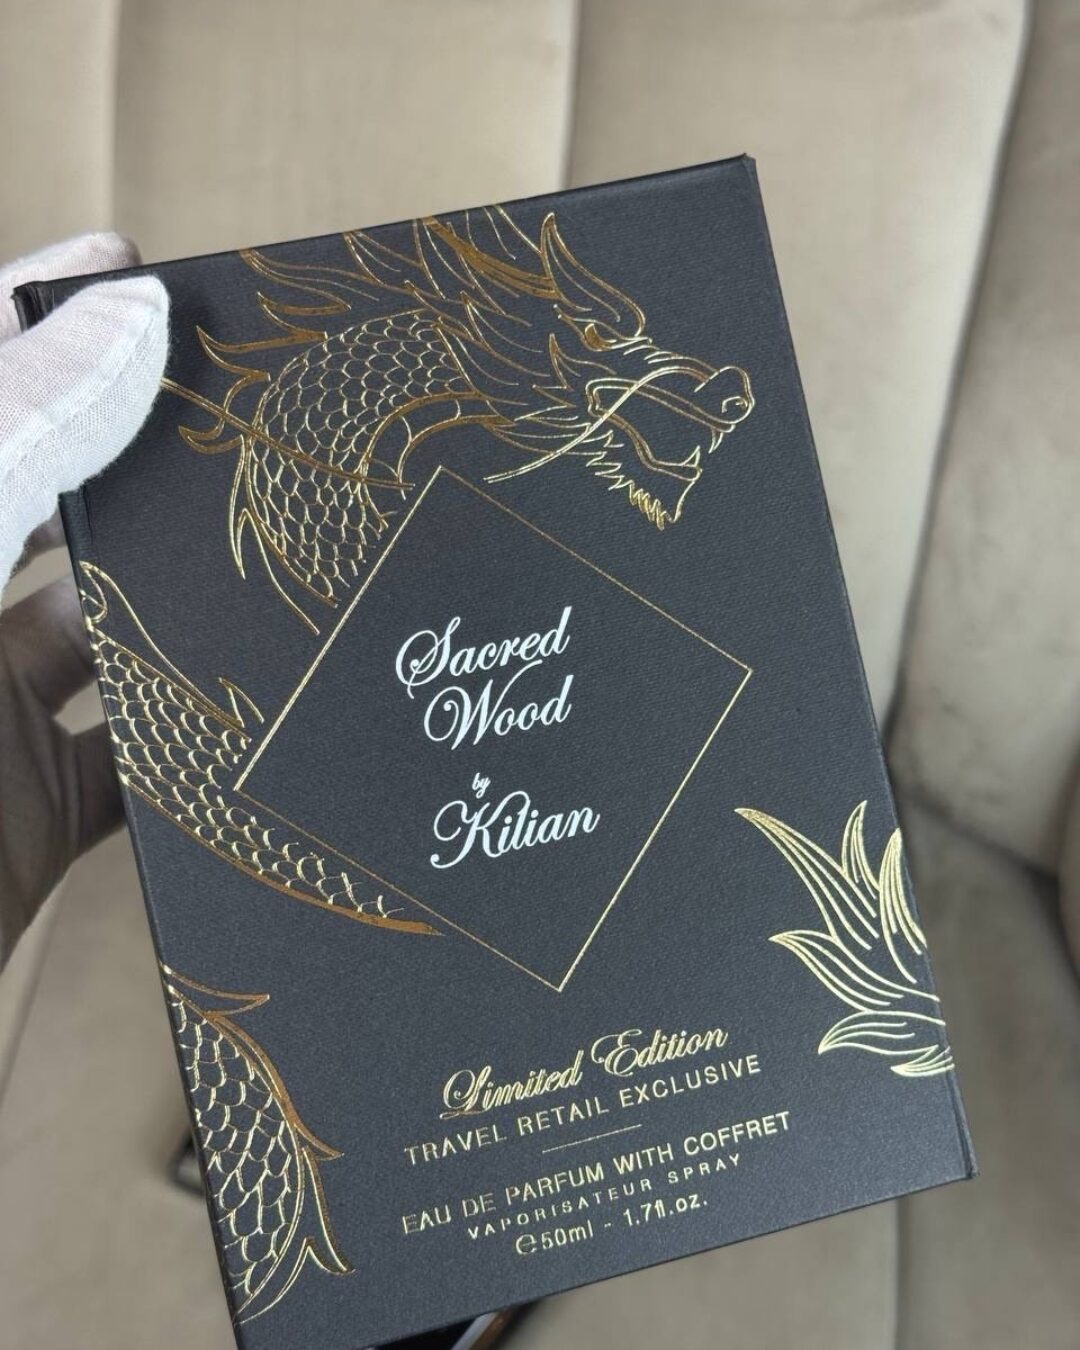 Sacred
Wood
by
Kilian
Limited Edition
TRAVEL RETAIL EXCLUSIVE
EAU DE PARFUM WITH COFFRET
VAPORISATEUR SPRAY
℮50ml - 1.7fl.oz.